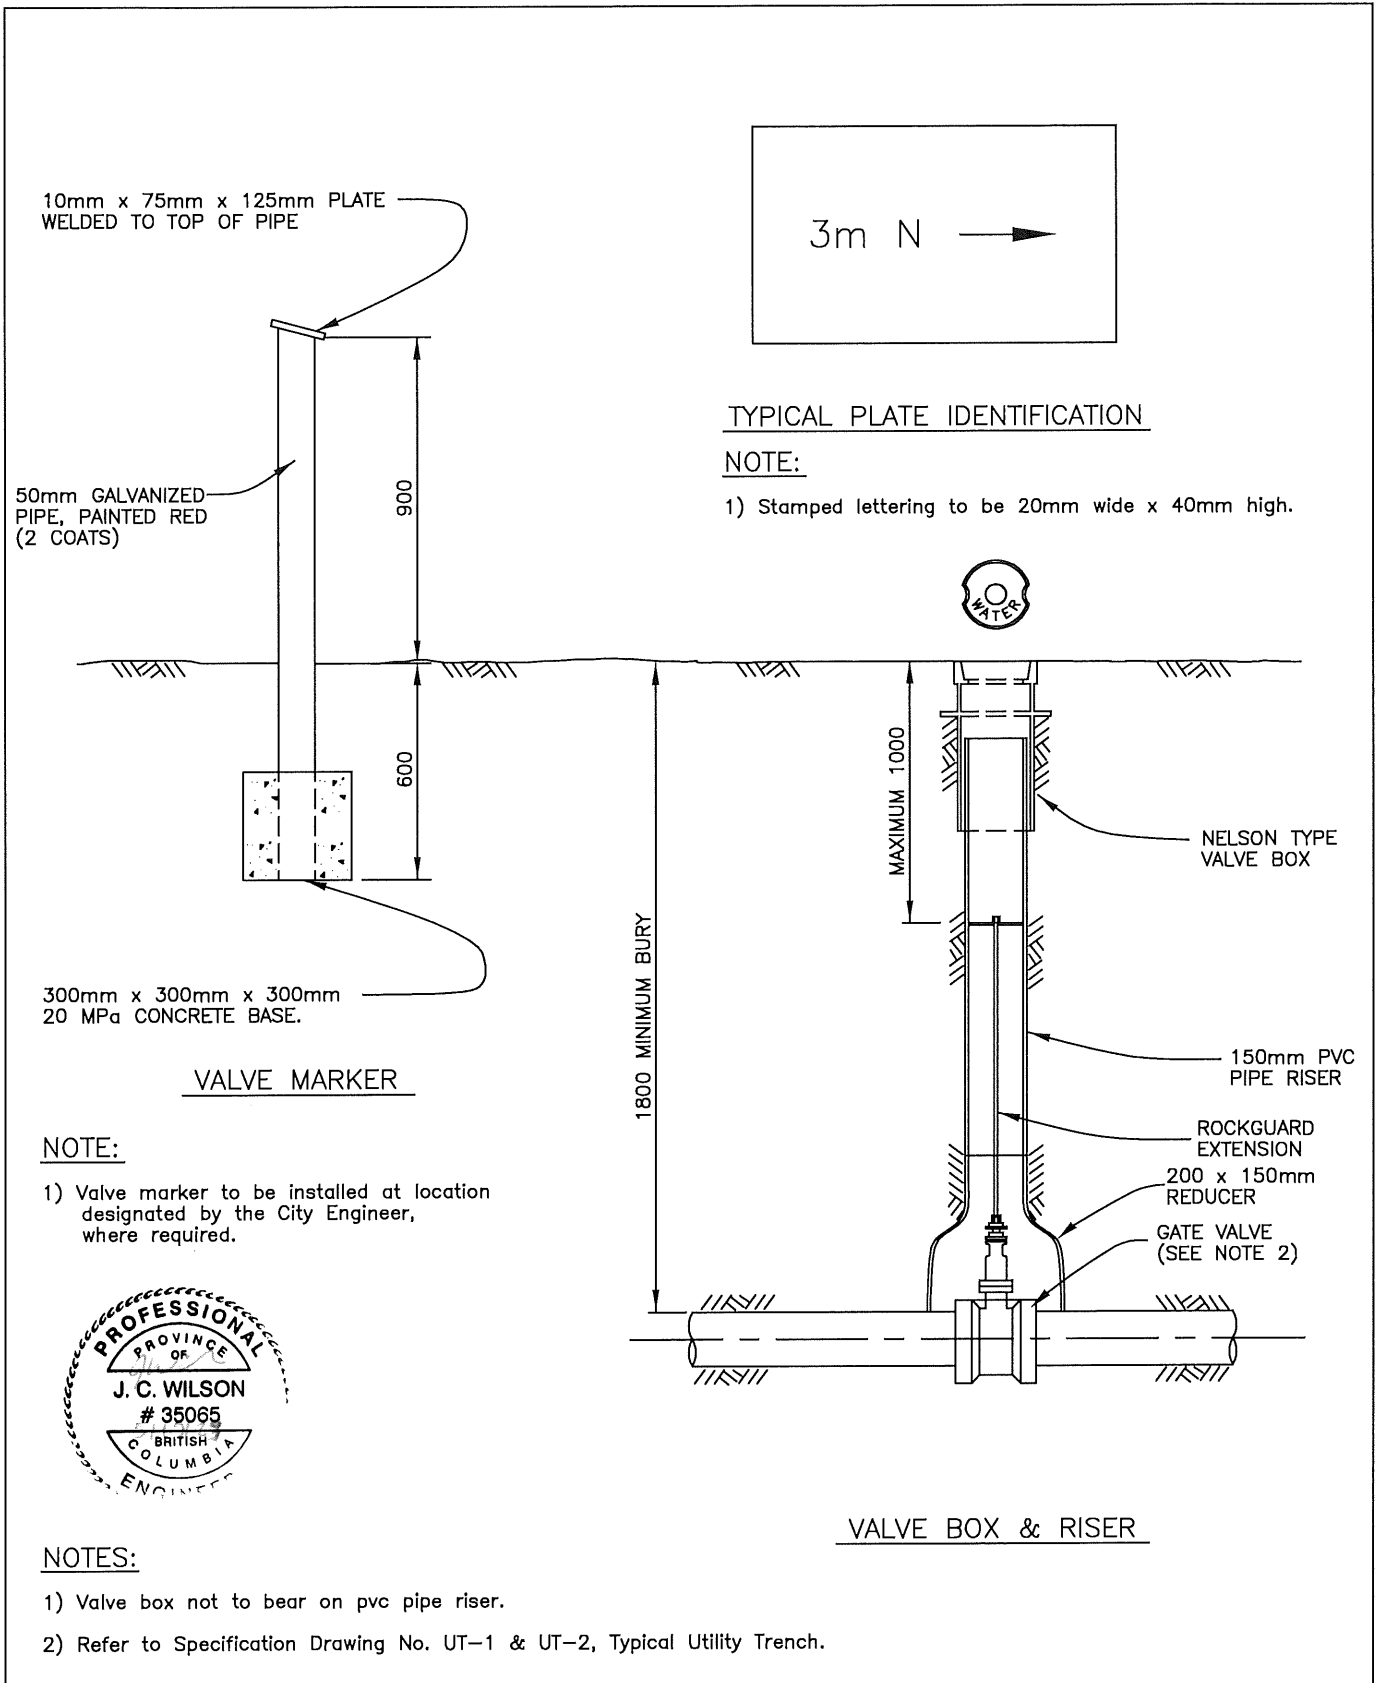 10mm x 75mm x 125mm PLATE
WELDED TO TOP OF PIPE
3m N
TYPICAL PLATE IDENTIFICATION
NOTE:
1) Stamped lettering to be 20mm wide x 40mm high.
50mm GALVANIZED
PIPE, PAINTED RED
(2 COATS)
900
WATER
600
MAXIMUM 1000
NELSON TYPE
VALVE BOX
1800 MINIMUM BURY
300mm x 300mm x 300mm
20 MPa CONCRETE BASE.
VALVE MARKER
150mm PVC
PIPE RISER
ROCKGUARD
EXTENSION
200 x 150mm
REDUCER
GATE VALVE
(SEE NOTE 2)
NOTE:
1) Valve marker to be installed at location
designated by the City Engineer,
where required.
PROFESSIONAL
PROVINCE
OF
J. C. WILSON
# 35065
BRITISH
COLUMBIA
VALVE BOX & RISER
NOTES:
1) Valve box not to bear on pvc pipe riser.
2) Refer to Specification Drawing No. UT-1 & UT-2, Typical Utility Trench.